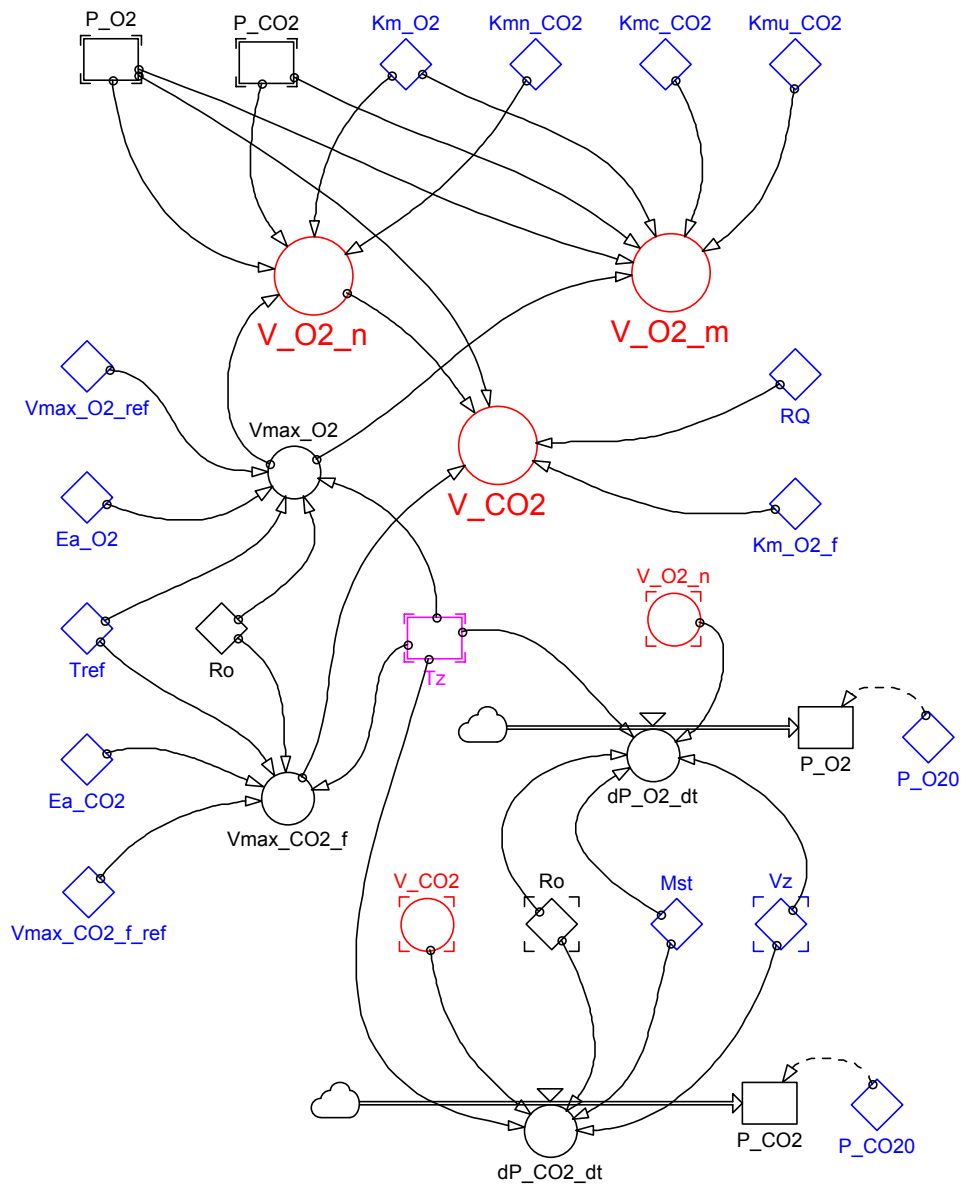 P_O2
P_CO2
Km_O2
Kmn_CO2
Kmc_CO2
Kmu_CO2
V_O2_n
V_O2_m
Vmax_O2_ref
Vmax_O2
RQ
V_CO2
Ea_O2
Km_O2_f
V_O2_n
Tref
Ro
Tz
P_O2
P_O20
Ea_CO2
dP_O2_dt
Vmax_CO2_f
V_CO2
Ro
Mst
Vz
Vmax_CO2_f_ref
P_CO2
P_CO20
dP_CO2_dt